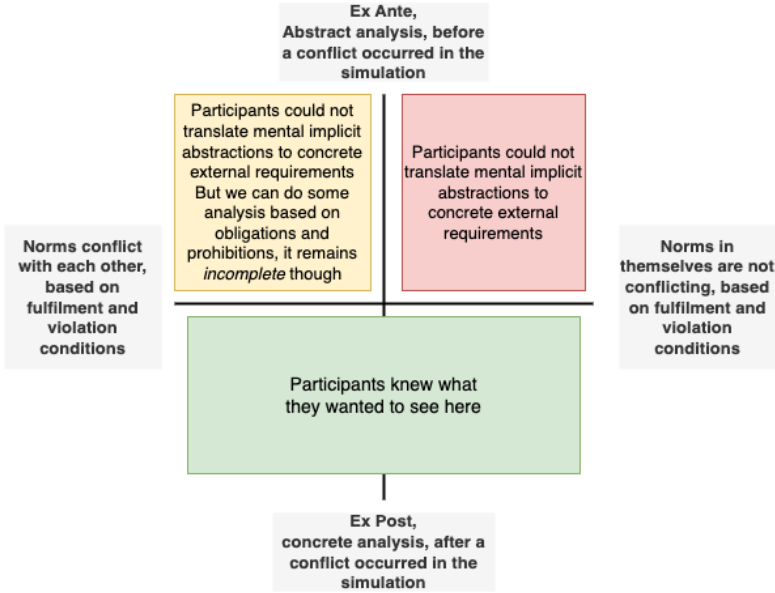 Ex Ante,
Abstract analysis, before
a conflict occurred in the
simulation
Participants could not
translate mental implicit
abstractions to concrete
external requirements
But we can do some
analysis based on
obligations and
prohibitions, it remains
incomplete though
Participants could not
translate mental implicit
abstractions to
concrete external
requirements
Norms conflict
with each other,
based on
fulfilment and
violation
conditions
Norms in
themselves are not
conflicting, based
on fulfilment and
violation
conditions
Participants knew what
they wanted to see here
Ex Post,
concrete analysis, after a
conflict occurred in the
simulation